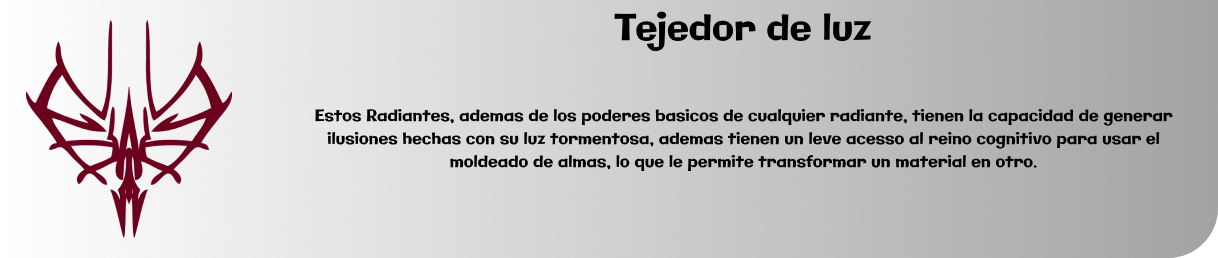 Tejedor de luz
Estos Radiantes, ademas de los poderes basicos de cualquier radiante, tienen la capacidad de generar
ilusiones hechas con su luz tormentosa, ademas tienen un leve acesso al reino cognitivo para usar el
moldeado de almas, lo que le permite transformar un material en otro.